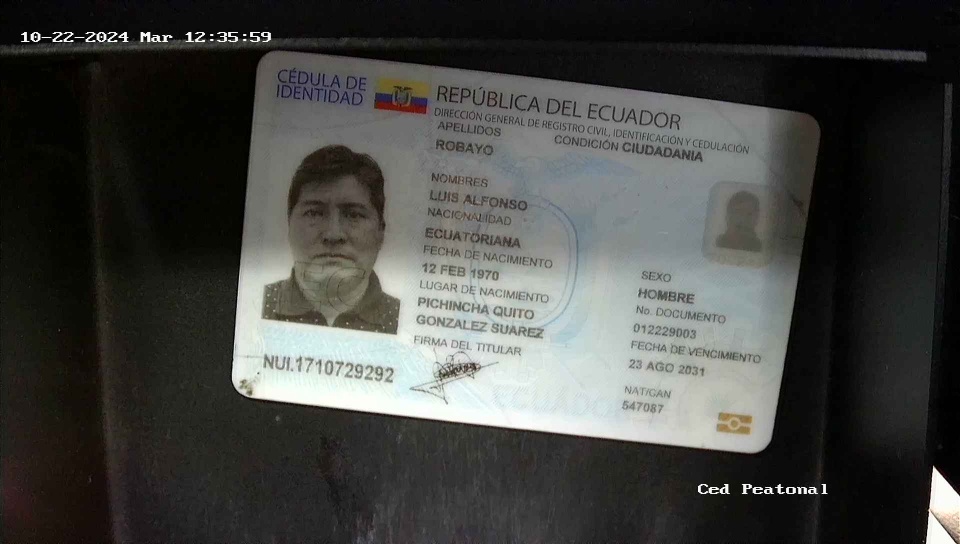 10-22-2024 Mar 12:35:59
CÉDULA DE
IDENTIDAD
REPÚBLICA DEL ECUADOR
DIRECCIÓN GENERAL DE REGISTRO CIVIL, IDENTIFICACIÓN Y CEDULACIÓN
APELLIDOS
CONDICIÓN CIUDADANIA
ROBAYO
NOMBRES
LUIS ALFONSO
NACIONALIDAD
ECUATORIANA
FECHA DE NACIMIENTO
12 FEB 1970
LUGAR DE NACIMIENTO
PICHINCHA QUITO
GONZALEZ SUAREZ
FIRMA DEL TITULAR
SEXO
HOMBRE
No. DOCUMENTO
012229003
FECHA DE VENCIMIENTO
23 AGO 2031
NAT/CAN
547087
NUI.1710729292
Ced Peatonal